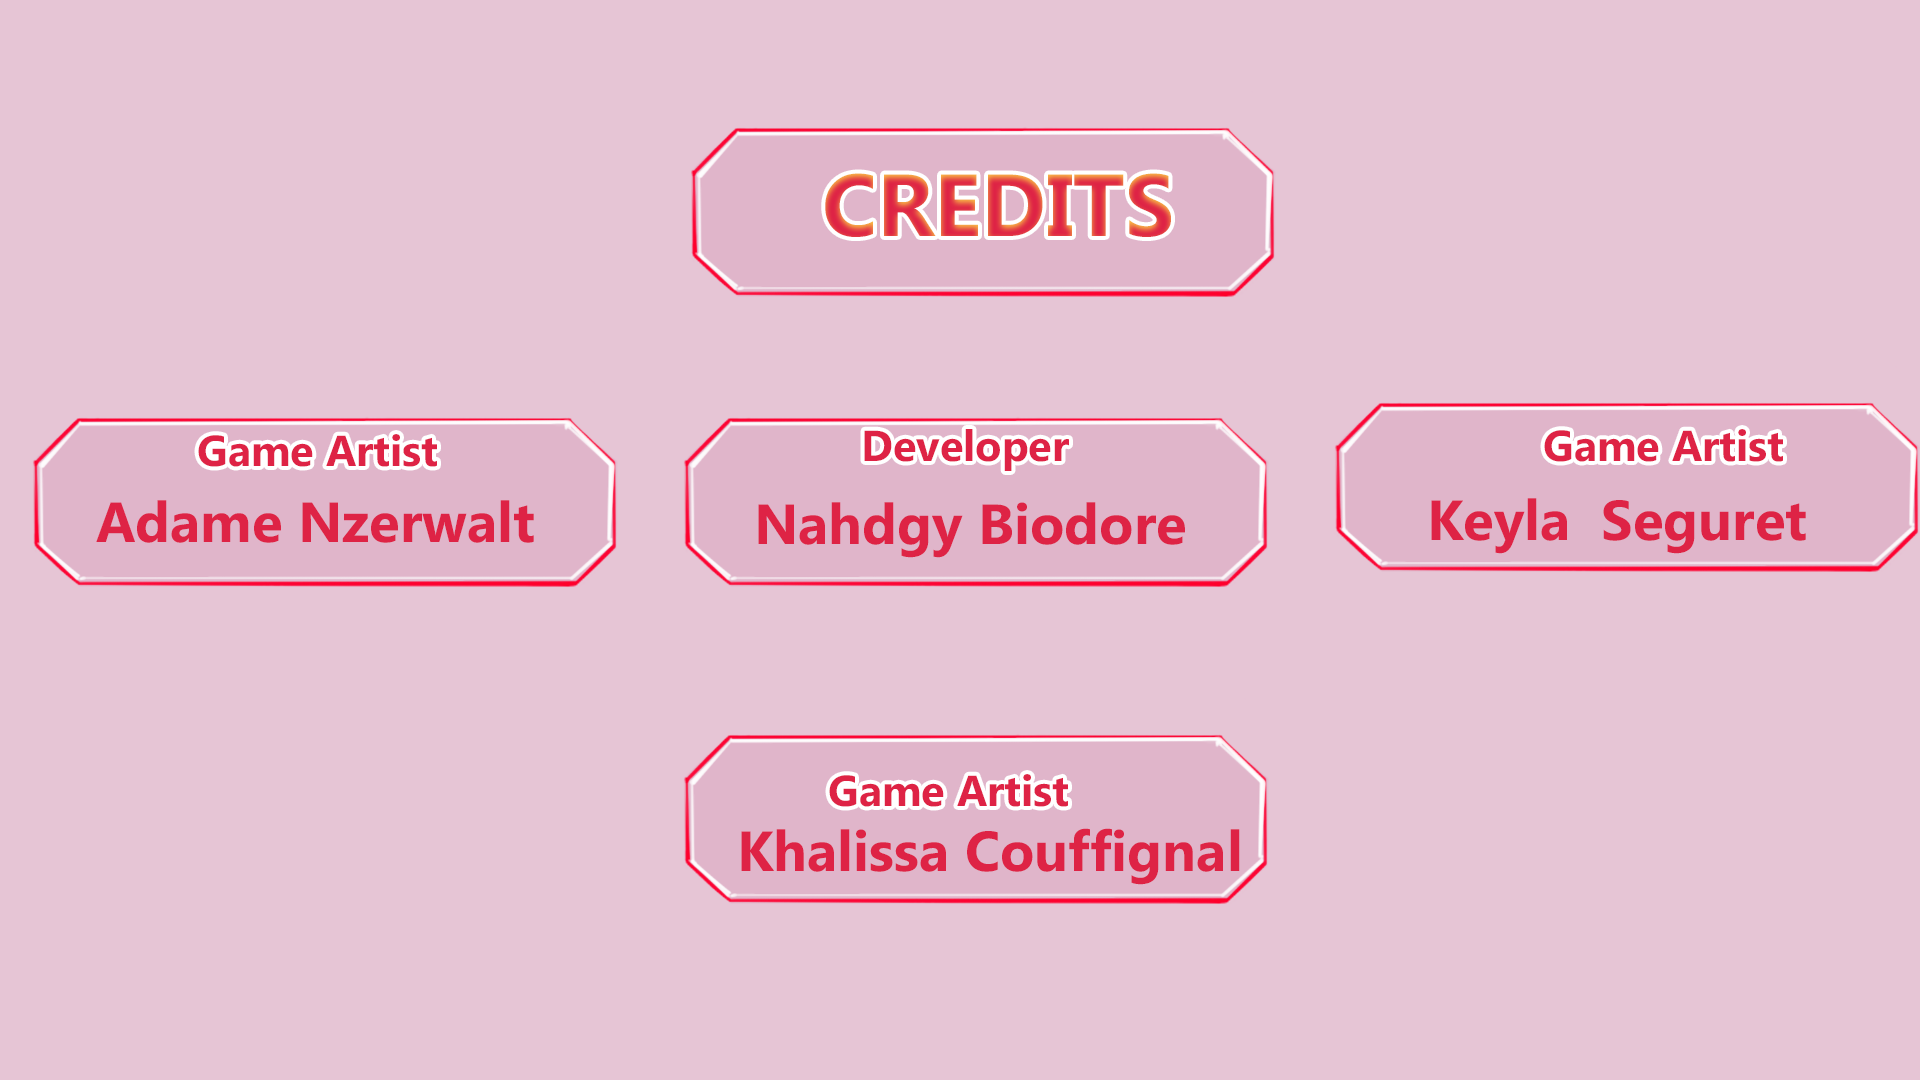 CREDITS
Game Artist
Adame Nzerwalt
Developer
Nahdgy Biodore
Game Artist
Keyla  Seguret
Game Artist
Khalissa Couffignal